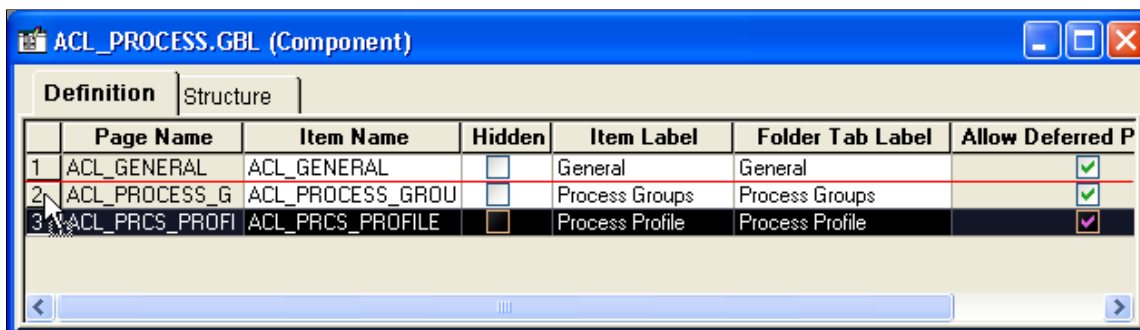 ACL_PROCESS.GBL (Component)
Definition Structure
Page Name Item Name Hidden Item Label Folder Tab Label Allow Deferred P
1 ACL_GENERAL ACL_GENERAL General General
2 ACL_PROCESS_G ACL_PROCESS_GROU Process Groups Process Groups
3 ACL_PRCS_PROFI ACL_PRCS_PROFILE Process Profile Process Profile